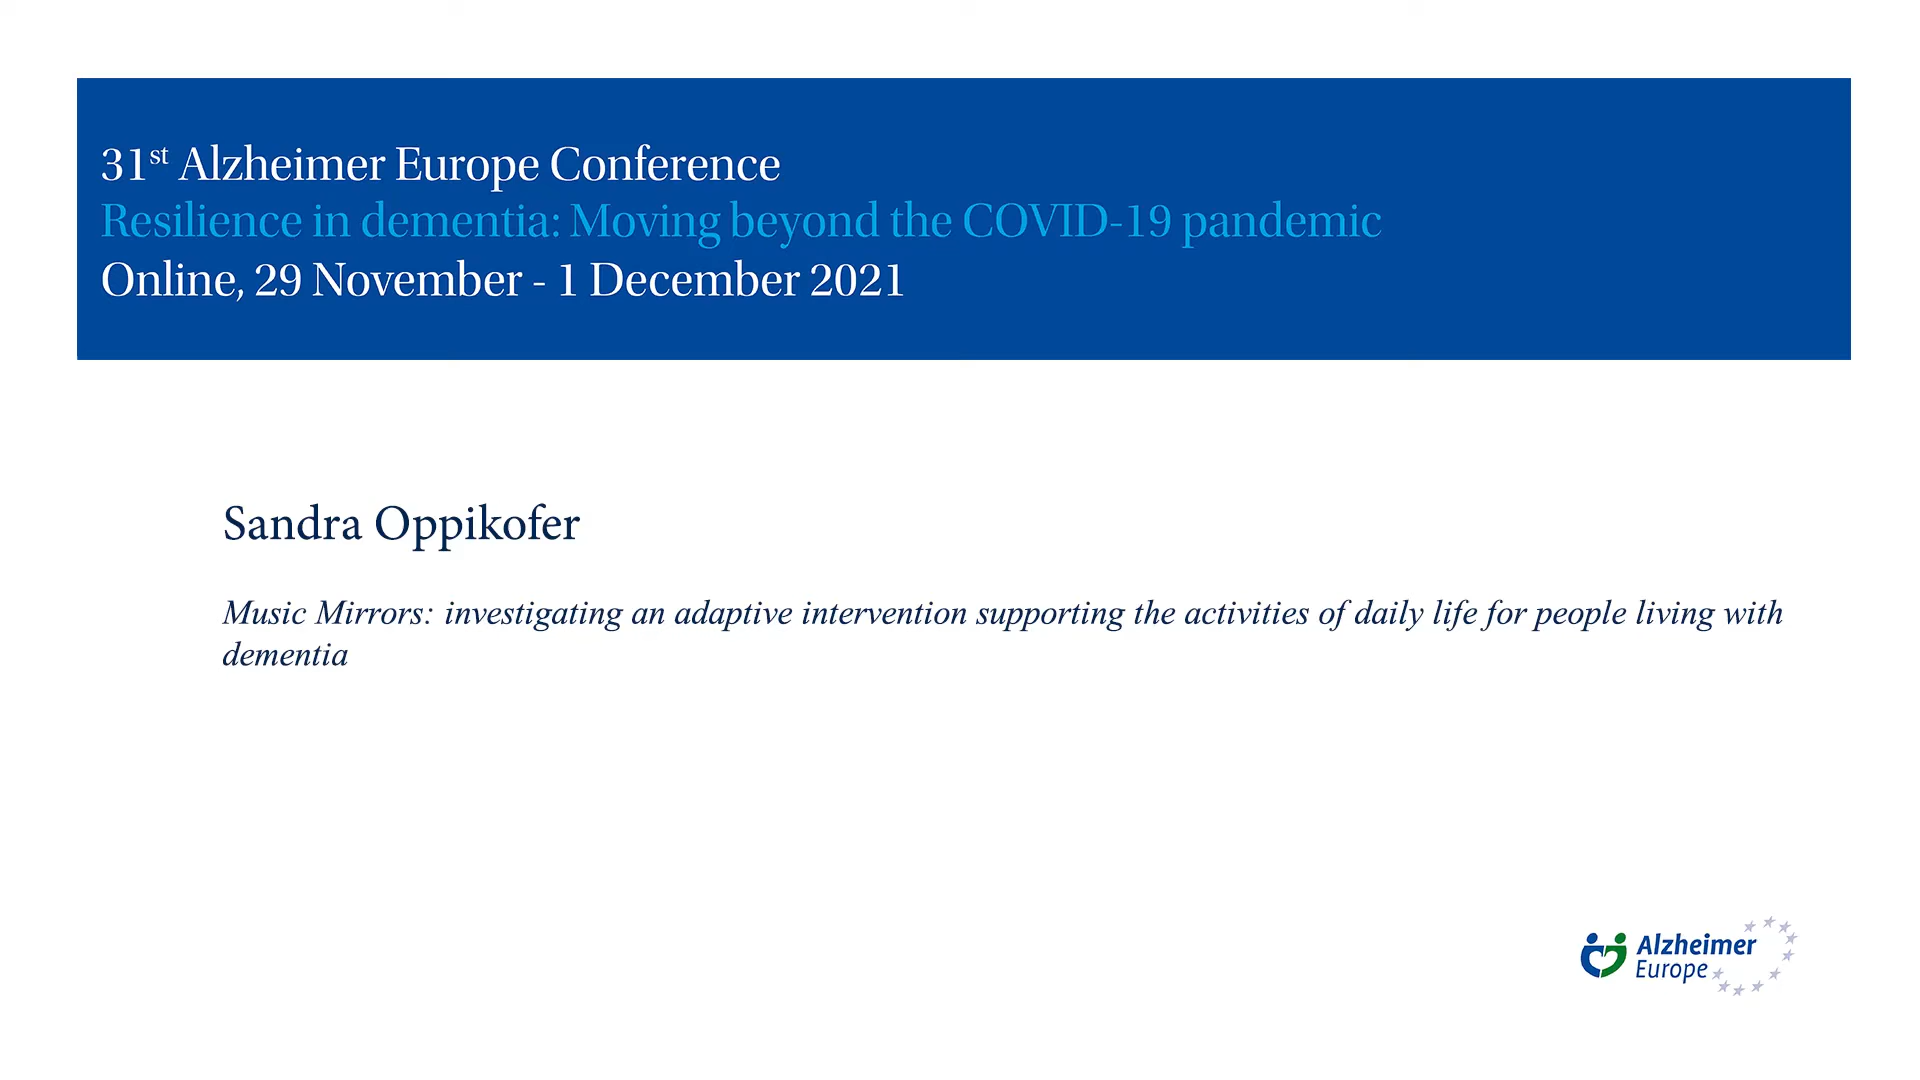 31st Alzheimer Europe Conference
Resilience in dementia: Moving beyond the COVID-19 pandemic
Online, 29 November - 1 December 2021
Sandra Oppikofer
Music Mirrors: investigating an adaptive intervention supporting the activities of daily life for people living with
dementia
Alzheimer
Europe